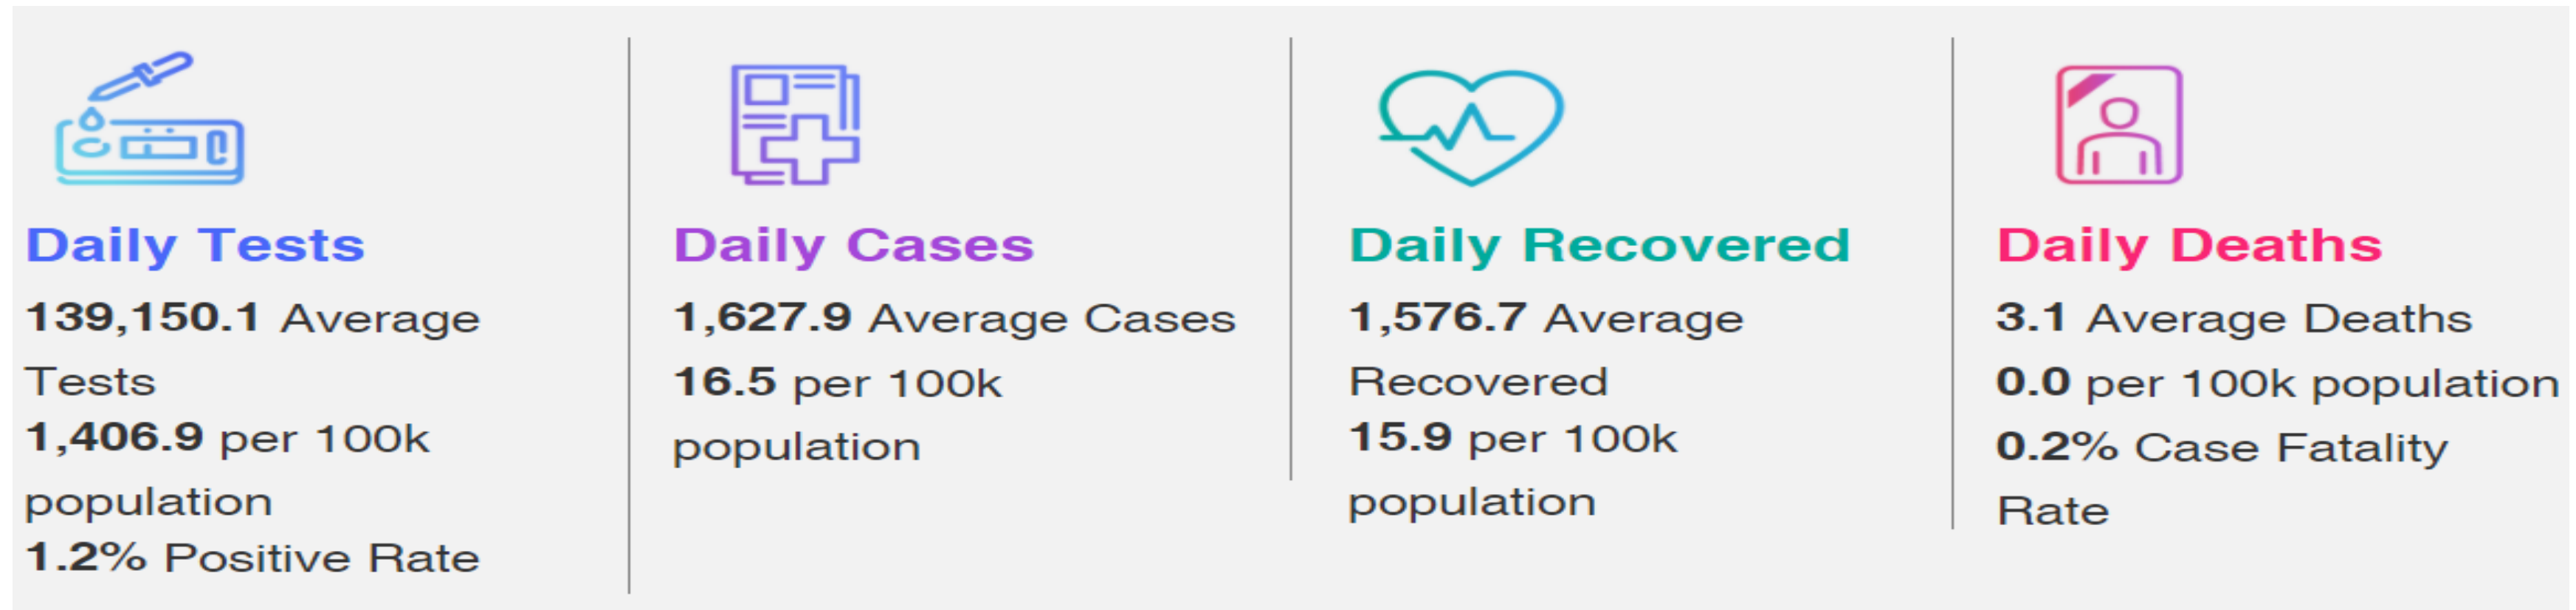 Daily Tests
139,150.1 Average
Tests
1,406.9 per 100k
population
1.2% Positive Rate
Daily Cases
1,627.9 Average Cases
16.5 per 100k
population
Daily Recovered
1,576.7 Average
Recovered
15.9 per 100k
population
Daily Deaths
3.1 Average Deaths
0.0 per 100k population
0.2% Case Fatality
Rate